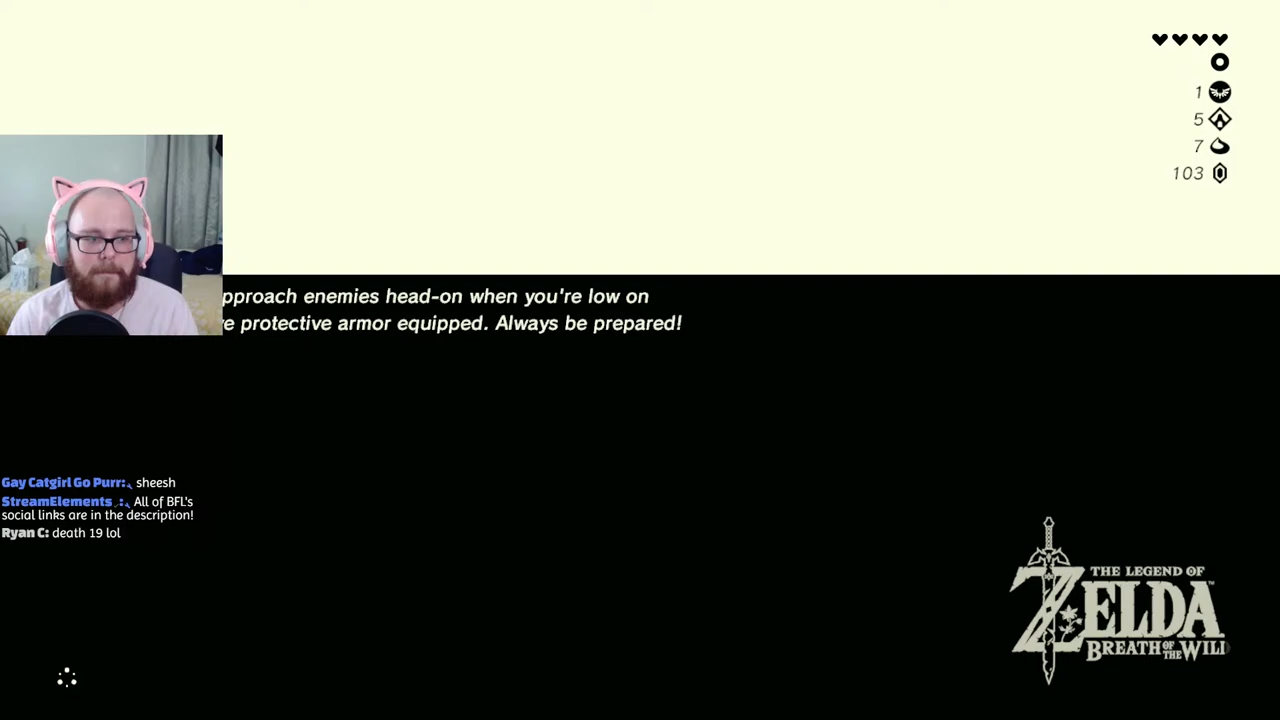 1
5
7
103
pproach enemies head-on when you're low on
e protective armor equipped. Always be prepared!
Gay Catgirl Go Purr: sheesh
StreamElements : All of BFL's
social links are in the description!
Ryan C: death 19 lol
THE LEGEND OF
ZELDA
BREATH OF THE WILD